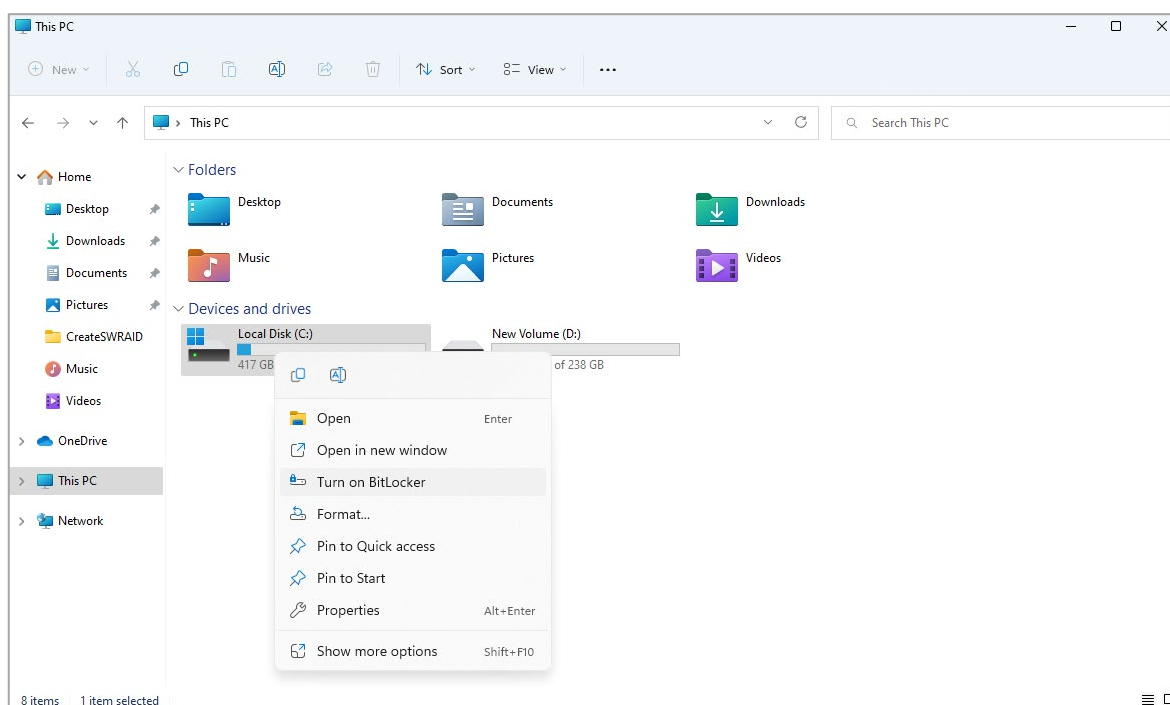 This PC
New
Sort
View
This PC
Search This PC
Home
Desktop
Downloads
Documents
Pictures
CreateSWRAID
Music
Videos
OneDrive
This PC
Network
Folders
Desktop
Documents
Downloads
Music
Pictures
Videos
Devices and drives
Local Disk (C:)
New Volume (D:)
417 GB
of 238 GB
Open Enter
Open in new window
Turn on BitLocker
Format...
Pin to Quick access
Pin to Start
Properties Alt+Enter
Show more options Shift+F10
8 items 1 item selected